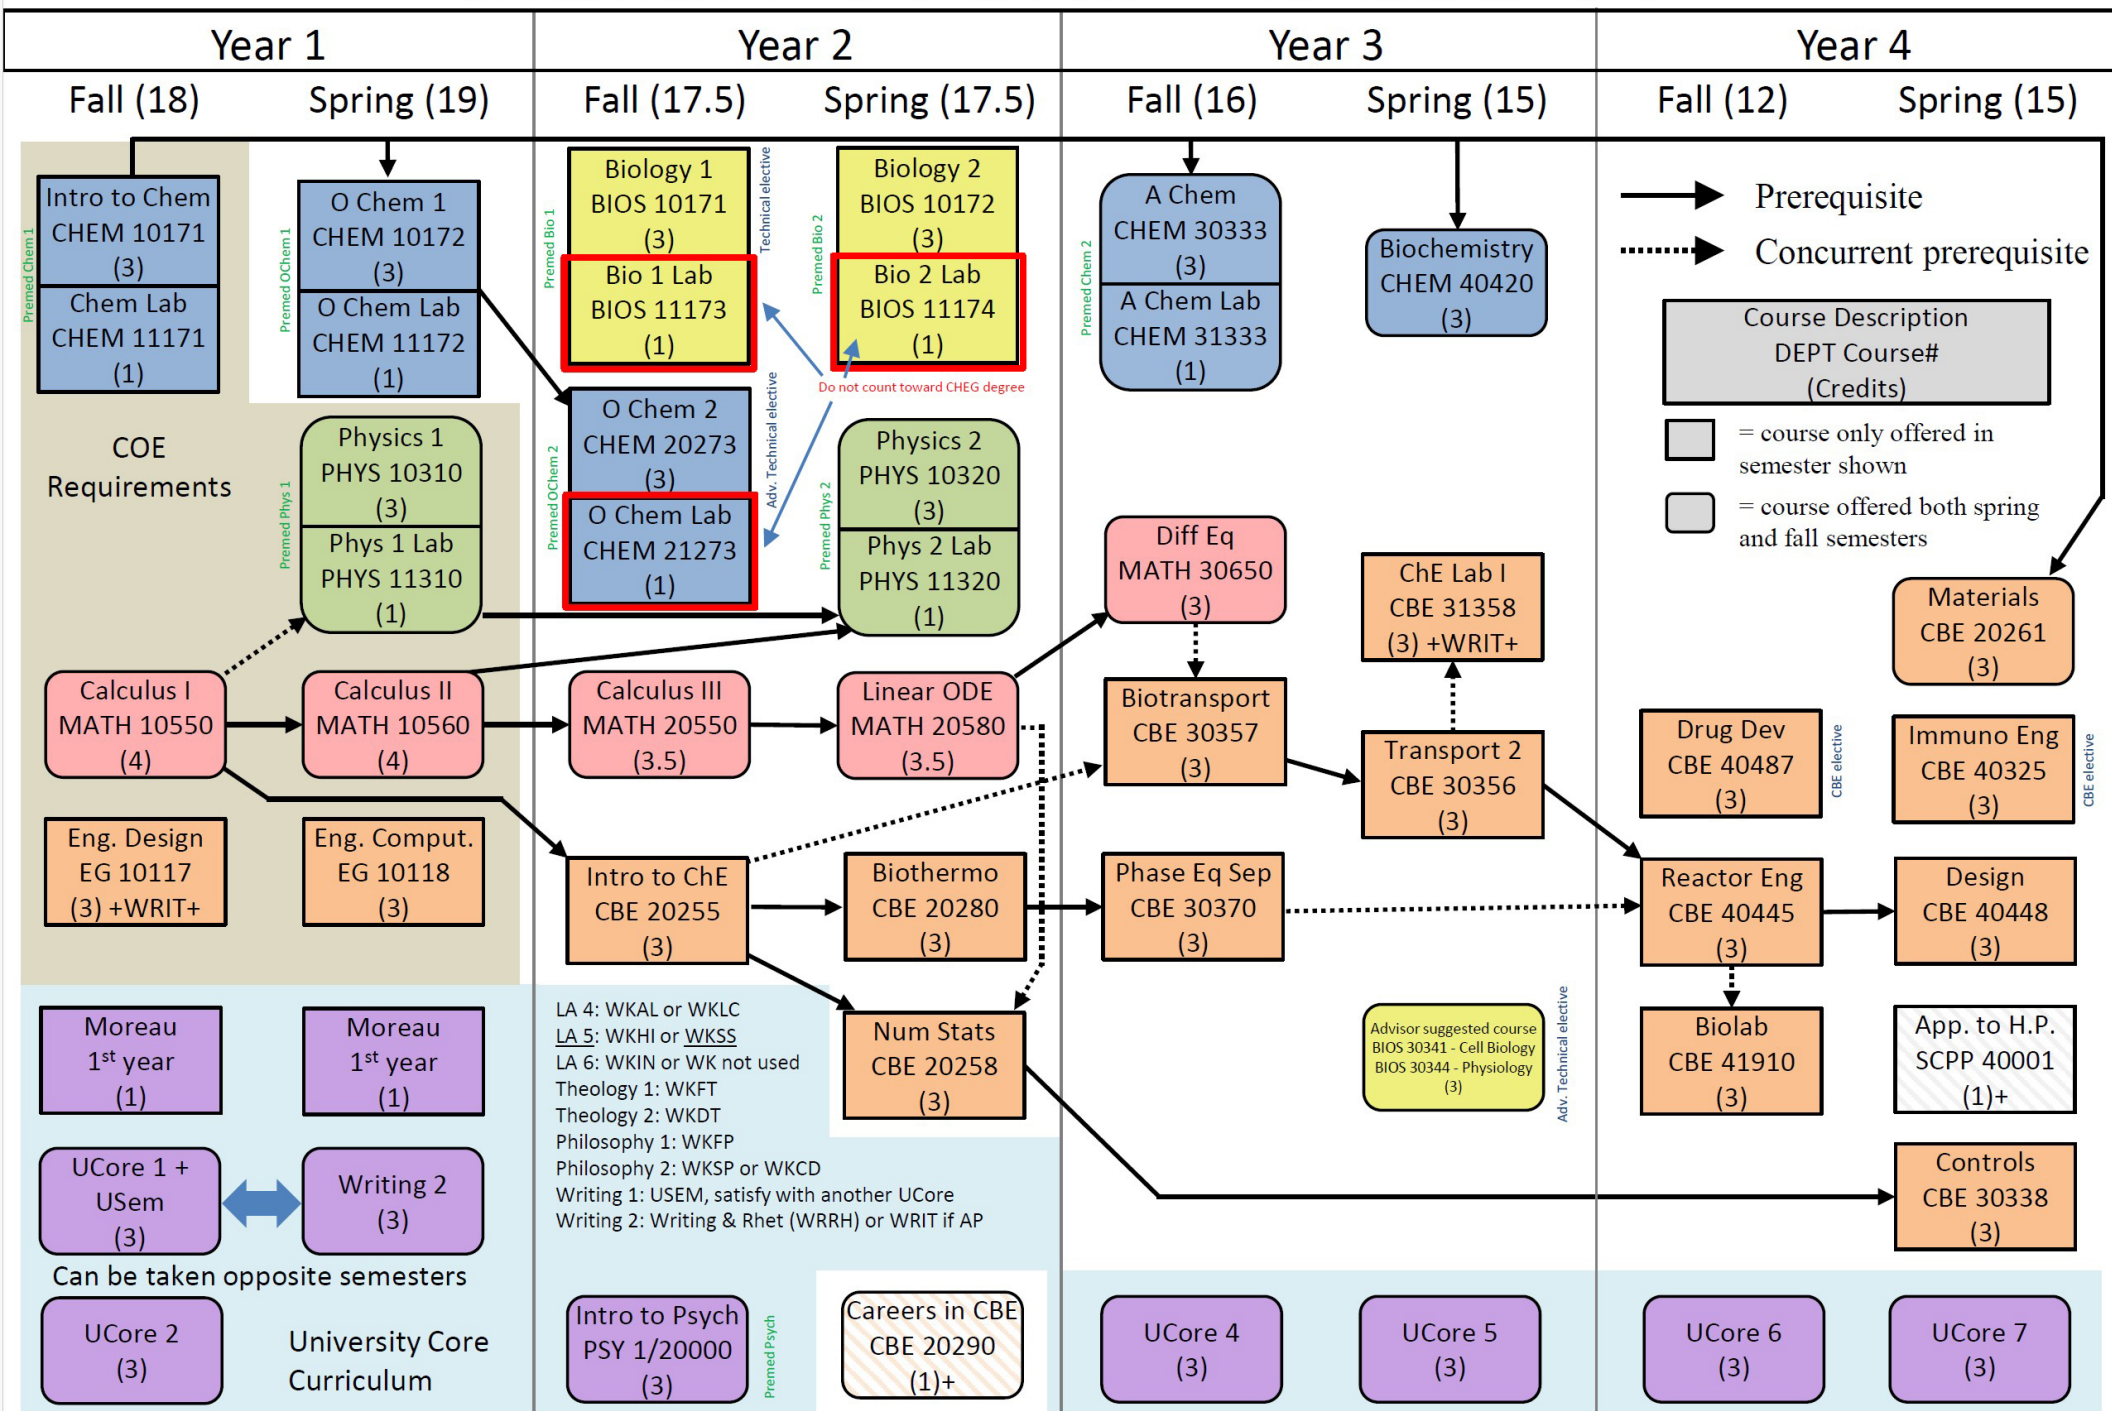 Year 1
Year 2
Year 3
Year 4
Fall (18)
Spring (19)
Fall (17.5)
Spring (17.5)
Fall (16)
Spring (15)
Fall (12)
Spring (15)
Premed Chem 1
Intro to Chem
CHEM 10171
(3)
Chem Lab
CHEM 11171
(1)
COE
Requirements
Calculus I
MATH 10550
(4)
Eng. Design
EG 10117
(3) +WRIT+
Moreau
1st year
(1)
UCore 1 +
USem
(3)
Can be taken opposite semesters
UCore 2
(3)
University Core
Curriculum
Premed OChem 1
O Chem 1
CHEM 10172
(3)
O Chem Lab
CHEM 11172
(1)
Premed Phys 1
Physics 1
PHYS 10310
(3)
Phys 1 Lab
PHYS 11310
(1)
Calculus II
MATH 10560
(4)
Eng. Comput.
EG 10118
(3)
Moreau
1st year
(1)
Writing 2
(3)
Premed Bio 1
Biology 1
BIOS 10171
(3)
Bio 1 Lab
BIOS 11173
(1)
Technical elective
Premed OChem 2
O Chem 2
CHEM 20273
(3)
O Chem Lab
CHEM 21273
(1)
Adv. Technical elective
Do not count toward CHEG degree
Calculus III
MATH 20550
(3.5)
Intro to ChE
CBE 20255
(3)
LA 4: WKAL or WKLC
LA 5: WKHI or WKSS
LA 6: WKIN or WK not used
Theology 1: WKFT
Theology 2: WKDT
Philosophy 1: WKFP
Philosophy 2: WKSP or WKCD
Writing 1: USEM, satisfy with another UCore
Writing 2: Writing & Rhet (WRRH) or WRIT if AP
Intro to Psych
PSY 1/20000
(3)
Premed Psych
Premed Bio 2
Biology 2
BIOS 10172
(3)
Bio 2 Lab
BIOS 11174
(1)
Premed Phys 2
Physics 2
PHYS 10320
(3)
Phys 2 Lab
PHYS 11320
(1)
Linear ODE
MATH 20580
(3.5)
Biothermo
CBE 20280
(3)
Num Stats
CBE 20258
(3)
Careers in CBE
CBE 20290
(1)+
Premed Chem 2
A Chem
CHEM 30333
(3)
A Chem Lab
CHEM 31333
(1)
Diff Eq
MATH 30650
(3)
Biotransport
CBE 30357
(3)
Phase Eq Sep
CBE 30370
(3)
UCore 4
(3)
Biochemistry
CHEM 40420
(3)
ChE Lab I
CBE 31358
(3) +WRIT+
Transport 2
CBE 30356
(3)
Advisor suggested course
BIOS 30341 - Cell Biology
BIOS 30344 - Physiology
(3)
Adv. Technical elective
UCore 5
(3)
Prerequisite
Concurrent prerequisite
Course Description
DEPT Course#
(Credits)
= course only offered in
semester shown
= course offered both spring
and fall semesters
Drug Dev
CBE 40487
(3)
CBE elective
Reactor Eng
CBE 40445
(3)
Biolab
CBE 41910
(3)
UCore 6
(3)
Materials
CBE 20261
(3)
Immuno Eng
CBE 40325
(3)
CBE elective
Design
CBE 40448
(3)
App. to H.P.
SCPP 40001
(1)+
Controls
CBE 30338
(3)
UCore 7
(3)